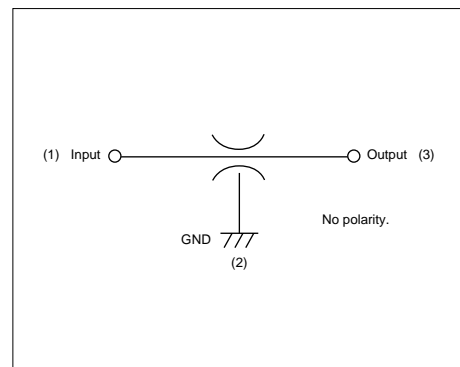 (1) Input Output (3)
No polarity.
GND
(2)